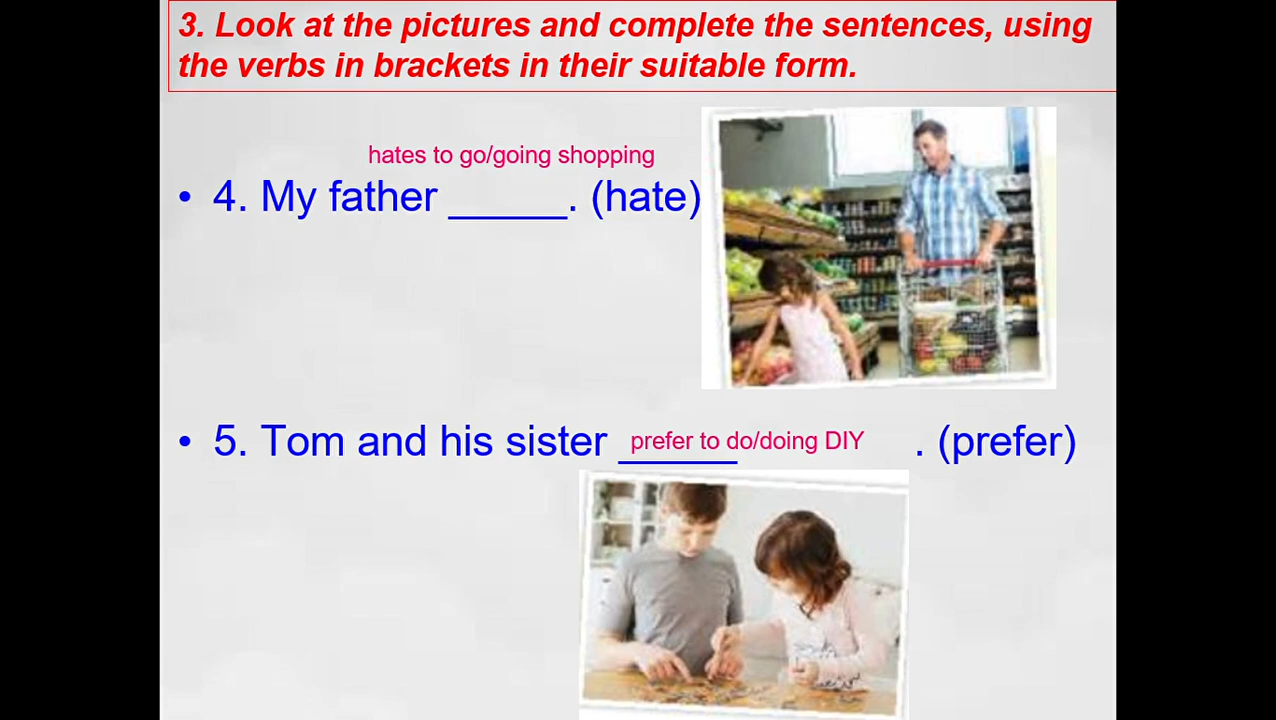 3. Look at the pictures and complete the sentences, using
the verbs in brackets in their suitable form.
hates to go/going shopping
• 4. My father _____. (hate)
• 5. Tom and his sister _____ prefer to do/doing DIY . (prefer)